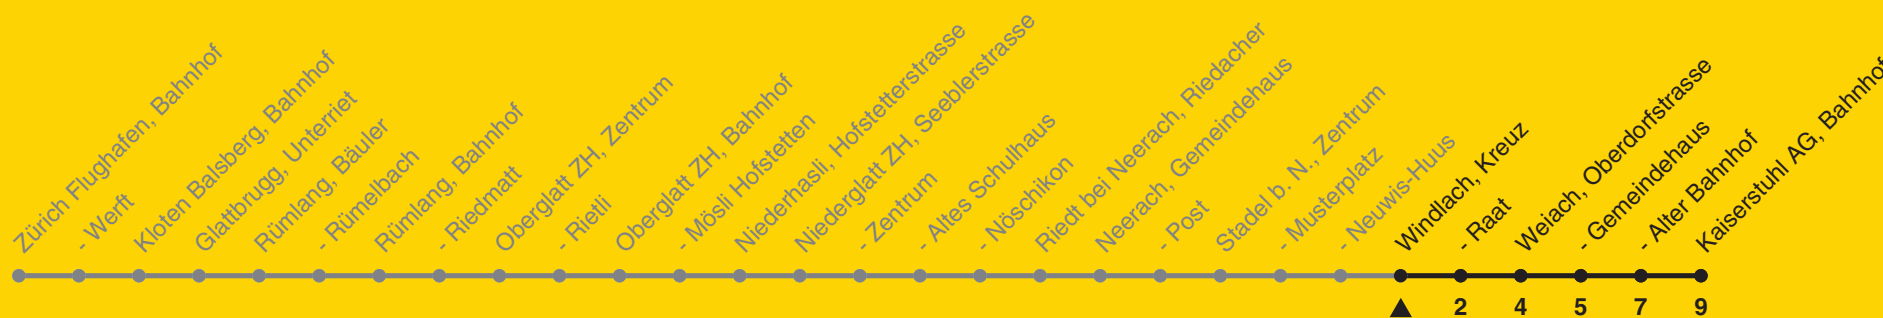 Zürich Flughafen, Bahnhof
- Werft
Kloten Balsberg, Bahnhof
Glattbrugg, Unterriet
Rümlang, Bäuler
- Rümelbach
Rümlang, Bahnhof
- Riedmatt
Oberglatt ZH, Zentrum
- Rietli
Oberglatt ZH, Bahnhof
- Mösli Hofstetten
Niederhasli, Hofstetterstrasse
Niederglatt ZH, Seeblerstrasse
- Zentrum
- Altes Schulhaus
- Nöschikon
Riedt bei Neerach, Riedacher
Neerach, Gemeindehaus
- Post
Stadel b. N., Zentrum
- Musterplatz
- Neuwis-Huus
Windlach, Kreuz
- Raat
Weiach, Oberdorfstrasse
- Gemeindehaus
- Alter Bahnhof
Kaiserstuhl AG, Bahnhof
2 4 5 7 9